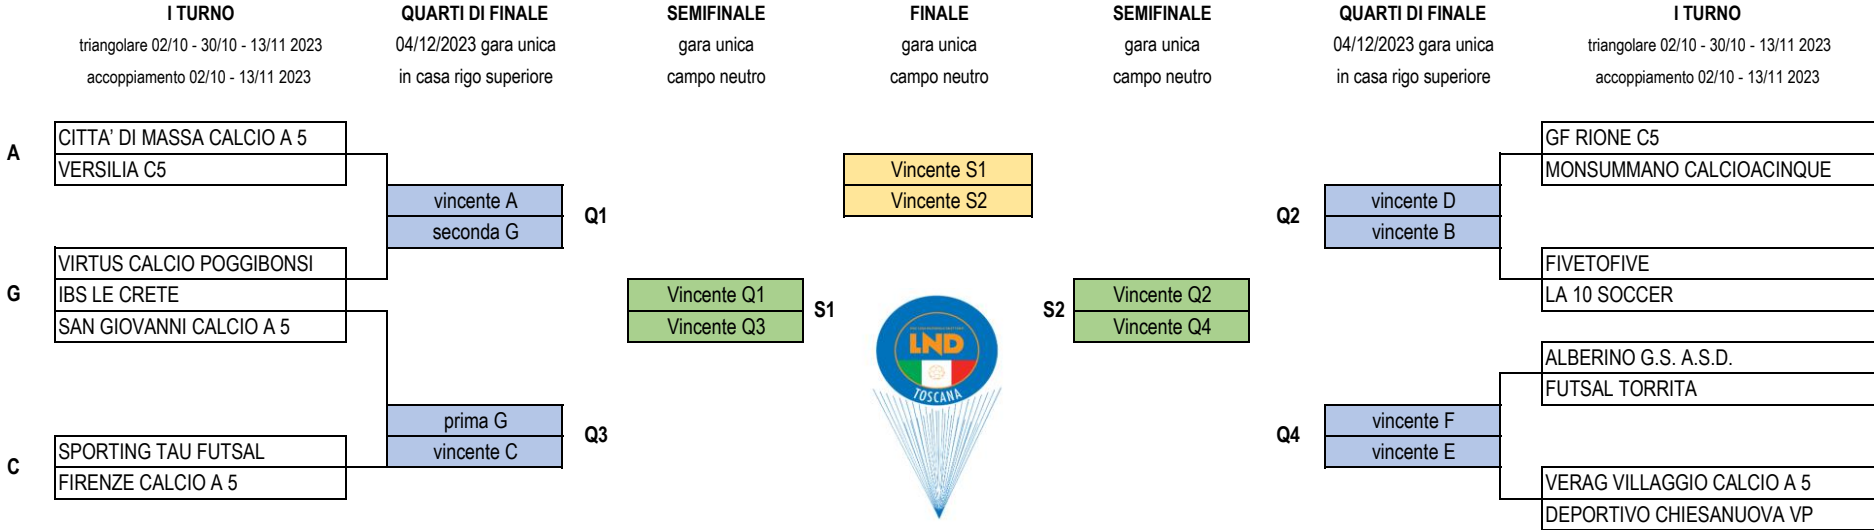 I TURNO QUARTI DI FINALE SEMIFINALE FINALE SEMIFINALE QUARTI DI FINALE I TURNO
triangolare 02/10 - 30/10 - 13/11 2023 04/12/2023 gara unica gara unica gara unica gara unica 04/12/2023 gara unica triangolare 02/10 - 30/10 - 13/11 2023
accoppiamento 02/10 - 13/11 2023 in casa rigo superiore campo neutro campo neutro campo neutro in casa rigo superiore accoppiamento 02/10 - 13/11 2023
A
CITTA' DI MASSA CALCIO A 5
VERSILIA C5
vincente A
seconda G
Q1
G
VIRTUS CALCIO POGGIBONSI
IBS LE CRETE
SAN GIOVANNI CALCIO A 5
prima G
vincente C
Q3
C
SPORTING TAU FUTSAL
FIRENZE CALCIO A 5
Vincente Q1
Vincente Q3
S1
Vincente S1
Vincente S2
LND
TOSCANA
S2
Vincente Q2
Vincente Q4
Q2
vincente D
vincente B
Q4
vincente F
vincente E
GF RIONE C5
MONSUMMANO CALCIOACINQUE
FIVETOFIVE
LA 10 SOCCER
ALBERINO G.S. A.S.D.
FUTSAL TORRITA
VERAG VILLAGGIO CALCIO A 5
DEPORTIVO CHIESANUOVA VP